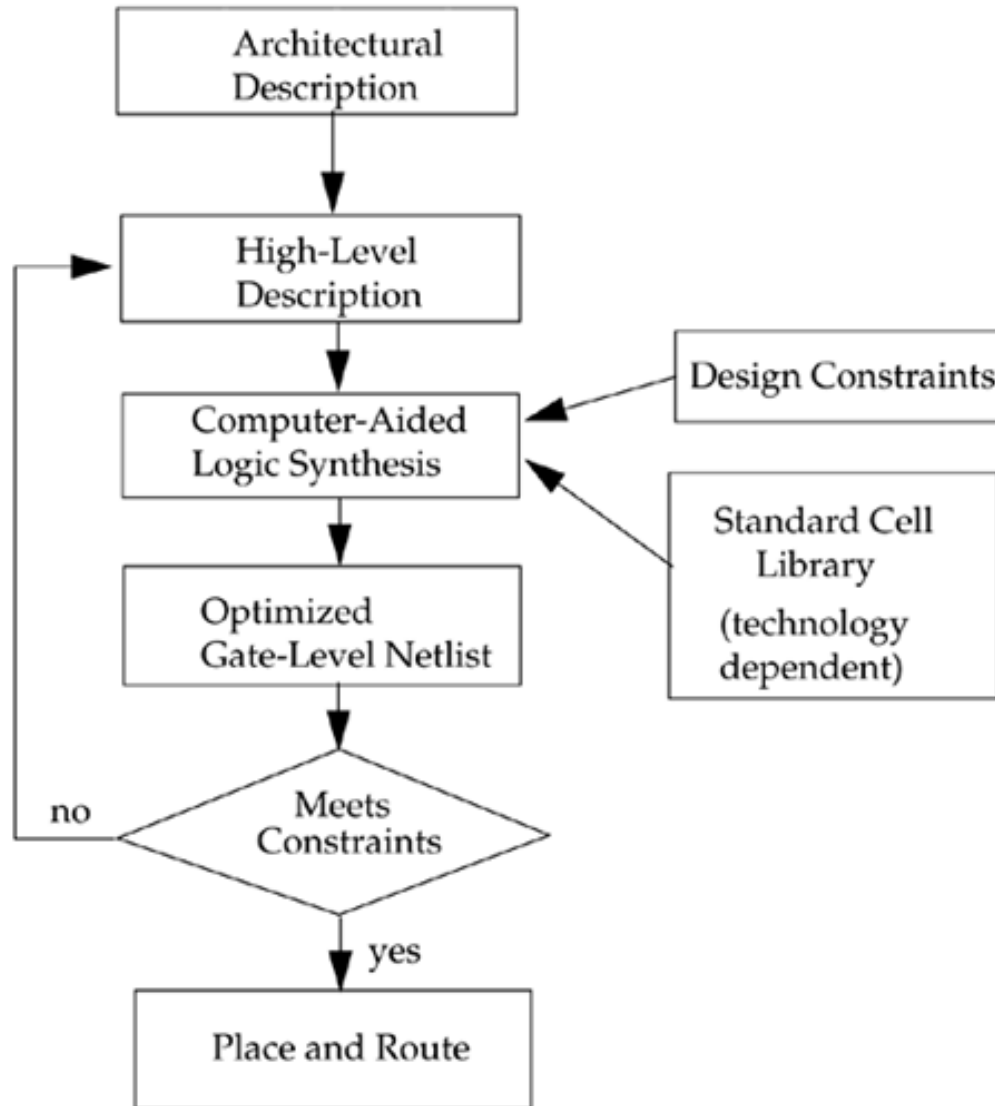 Architectural
Description
High-Level
Description
Design Constraints
Computer-Aided
Logic Synthesis
Standard Cell
Library
(technology
dependent)
Optimized
Gate-Level Netlist
no
Meets
Constraints
yes
Place and Route